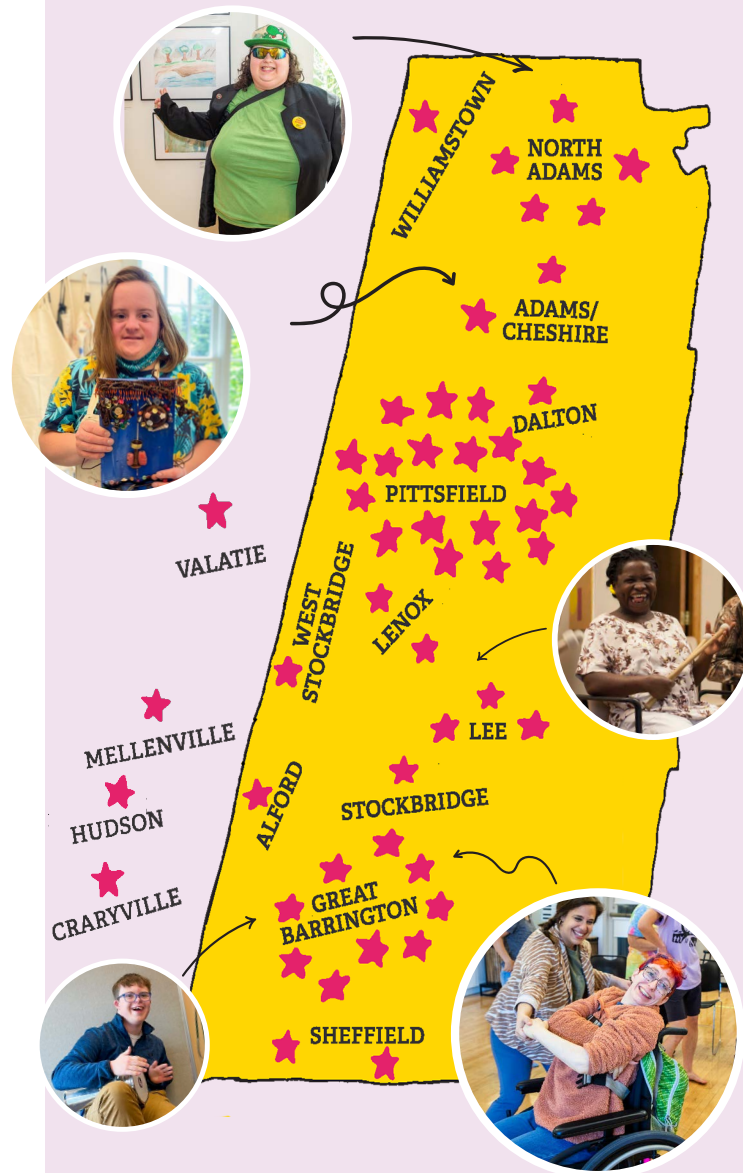 WILLIAMSTOWN
NORTH
ADAMS
ADAMS/
CHESHIRE
DALTON
PITTSFIELD
VALATIE
WEST
STOCKBRIDGE
LENOX
MELLENVILLE
LEE
HUDSON
ALFORD
STOCKBRIDGE
CRARYVILLE
GREAT
BARRINGTON
SHEFFIELD